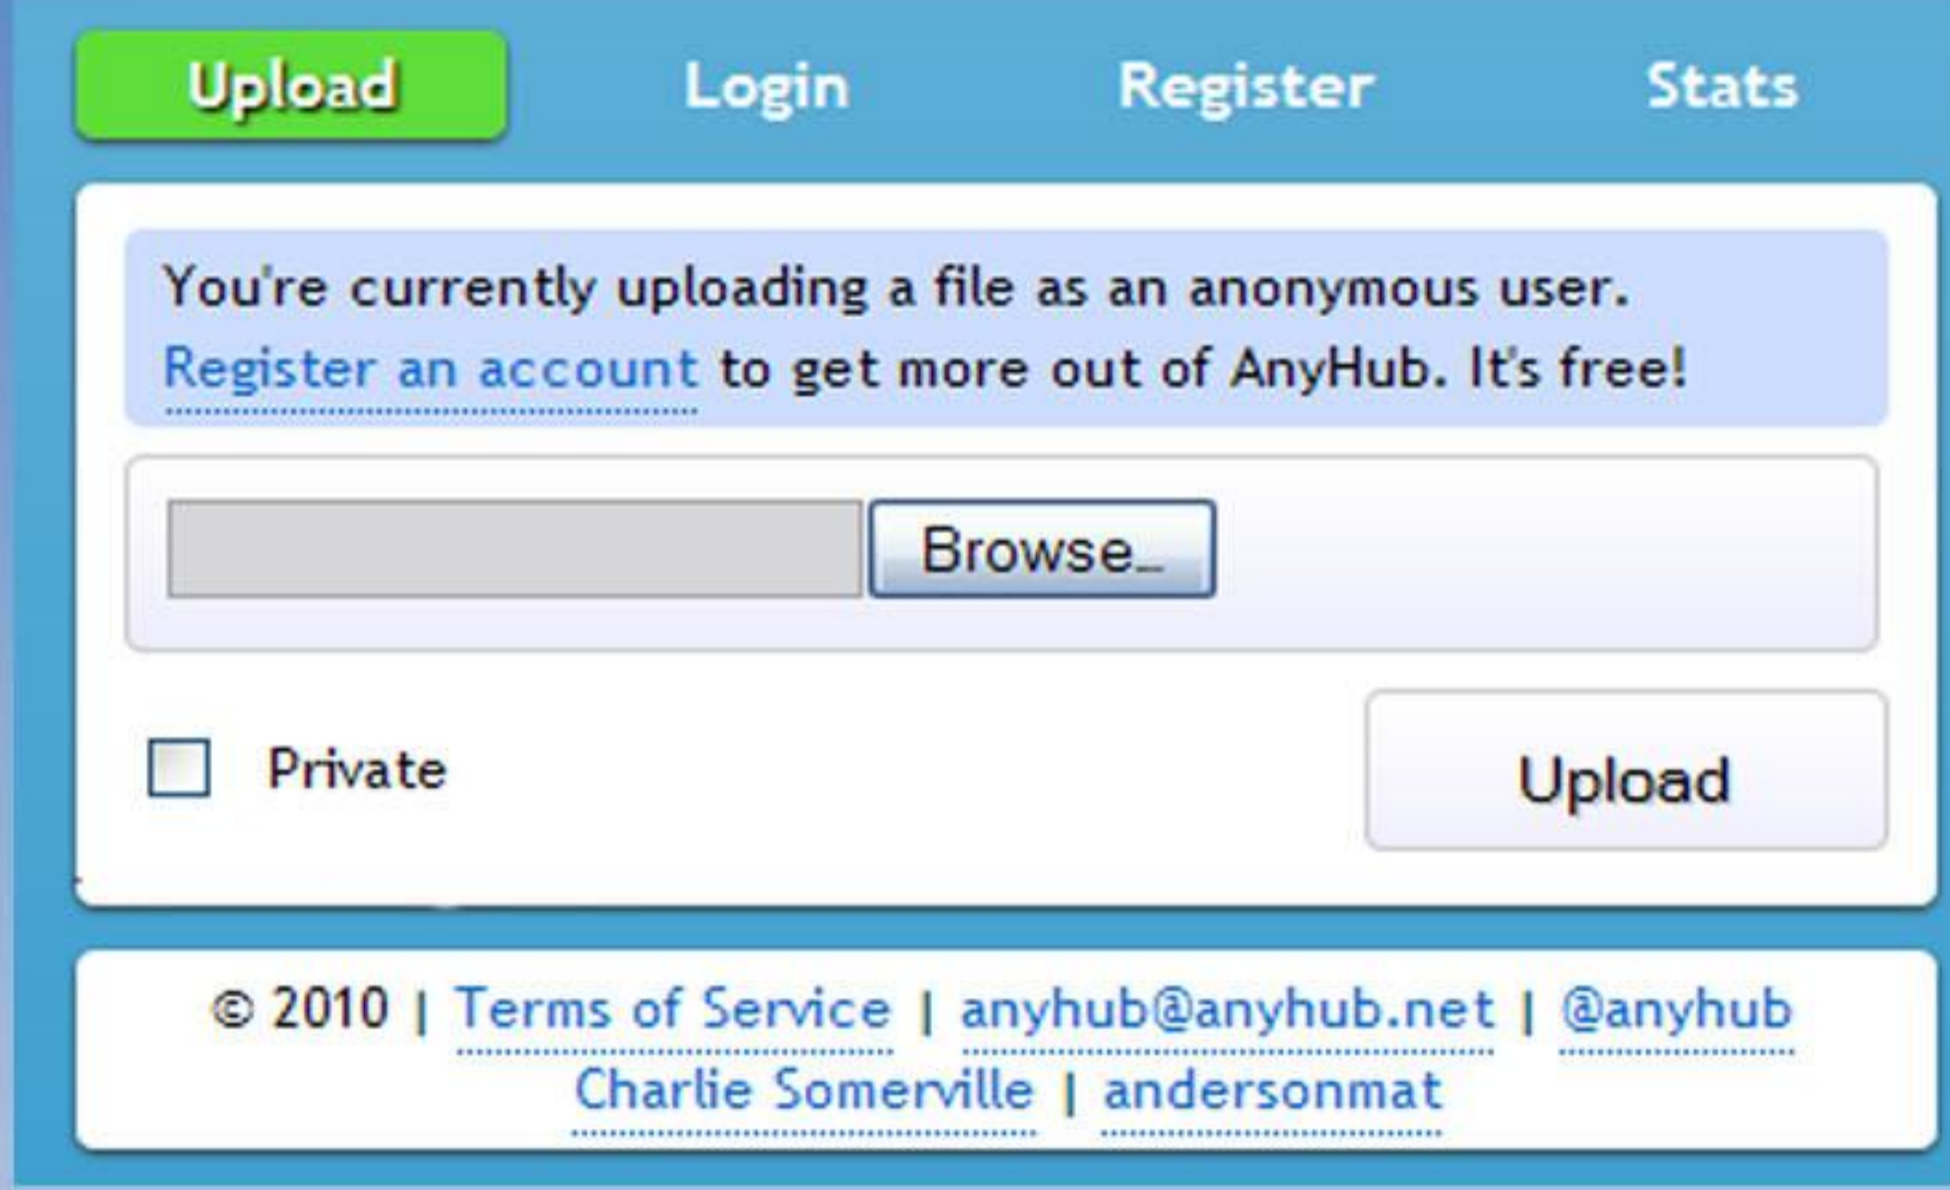 Upload Login Register Stats
You're currently uploading a file as an anonymous user.
Register an account to get more out of AnyHub. It's free!
Browse...
Private
Upload
© 2010 | Terms of Service | anyhub@anyhub.net | @anyhub
Charlie Somerville | andersonmat